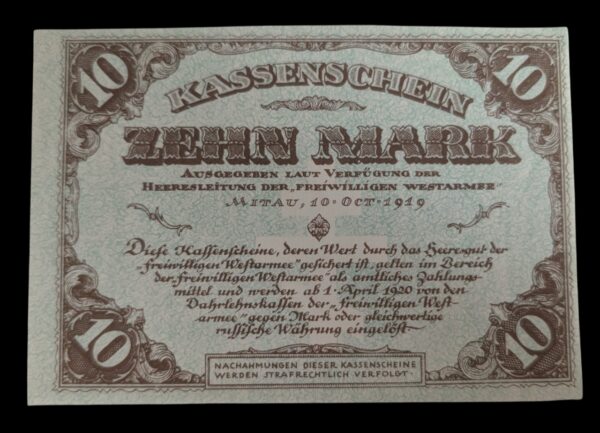 10 10
KASSENSCHEIN
ZEHN MARK
AUSGEGEBEN LAUT VERFÜGUNG DER
HEERESLEITUNG DER „FREIWILLIGEN WESTARMEE“
MITAU, 10·OCT·1919
Diese Kassenscheine, deren Wert durch das Heeresgut der
„freiwilligen Westarmee“ gesichert ist, gelten im Bereich
der „freiwilligen Westarmee“ als amtliches Zahlungs-
mittel und werden ab 1·April 1920 von den
Dahrlehnskassen der „freiwilligen West-
armee“ gegen Mark oder gleichwertige
russische Währung eingelöst
10 10
NACHAHMUNGEN DIESER KASSENSCHEINE
WERDEN STRAFRECHTLICH VERFOLGT·